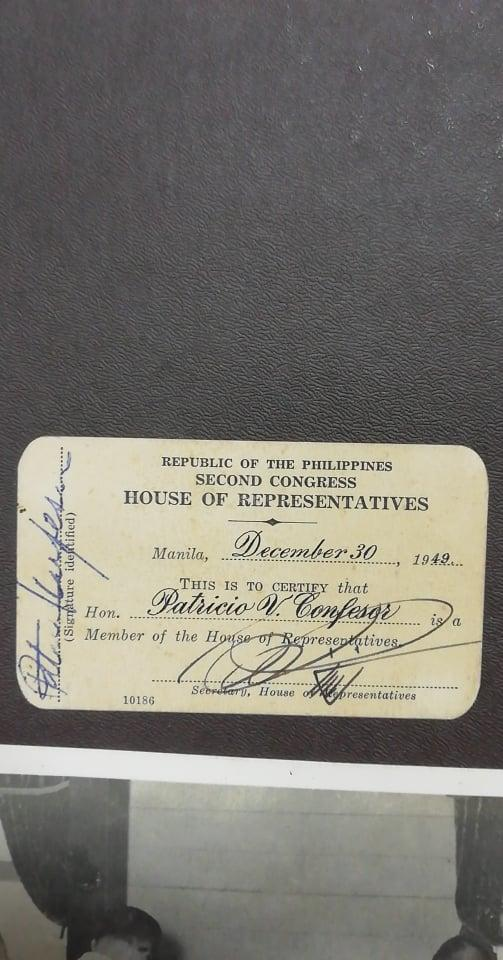 REPUBLIC OF THE PHILIPPINES
SECOND CONGRESS
HOUSE OF REPRESENTATIVES
Manila, December 30, 1949.
THIS IS TO CERTIFY that
Hon. Patricio V. Confesor is a
Member of the House of Representatives.
Secretary, House of Representatives
10186
(Signature identified)